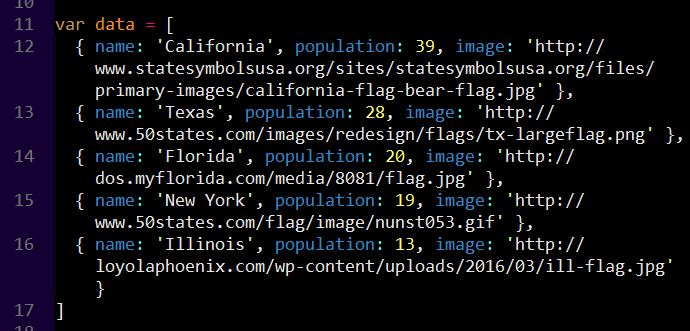 10
11 var data = [
12 { name: 'California', population: 39, image: 'http://
www.statesymbolsusa.org/sites/statesymbolsusa.org/files/
primary-images/california-flag-bear-flag.jpg' },
13 { name: 'Texas', population: 28, image: 'http://
www.50states.com/images/redesign/flags/tx-largeflag.png' },
14 { name: 'Florida', population: 20, image: 'http://
dos.myflorida.com/media/8081/flag.jpg' },
15 { name: 'New York', population: 19, image: 'http://
www.50states.com/flag/image/nunst053.gif' },
16 { name: 'Illinois', population: 13, image: 'http://
loyolaphoenix.com/wp-content/uploads/2016/03/ill-flag.jpg'
}
17 ]
18